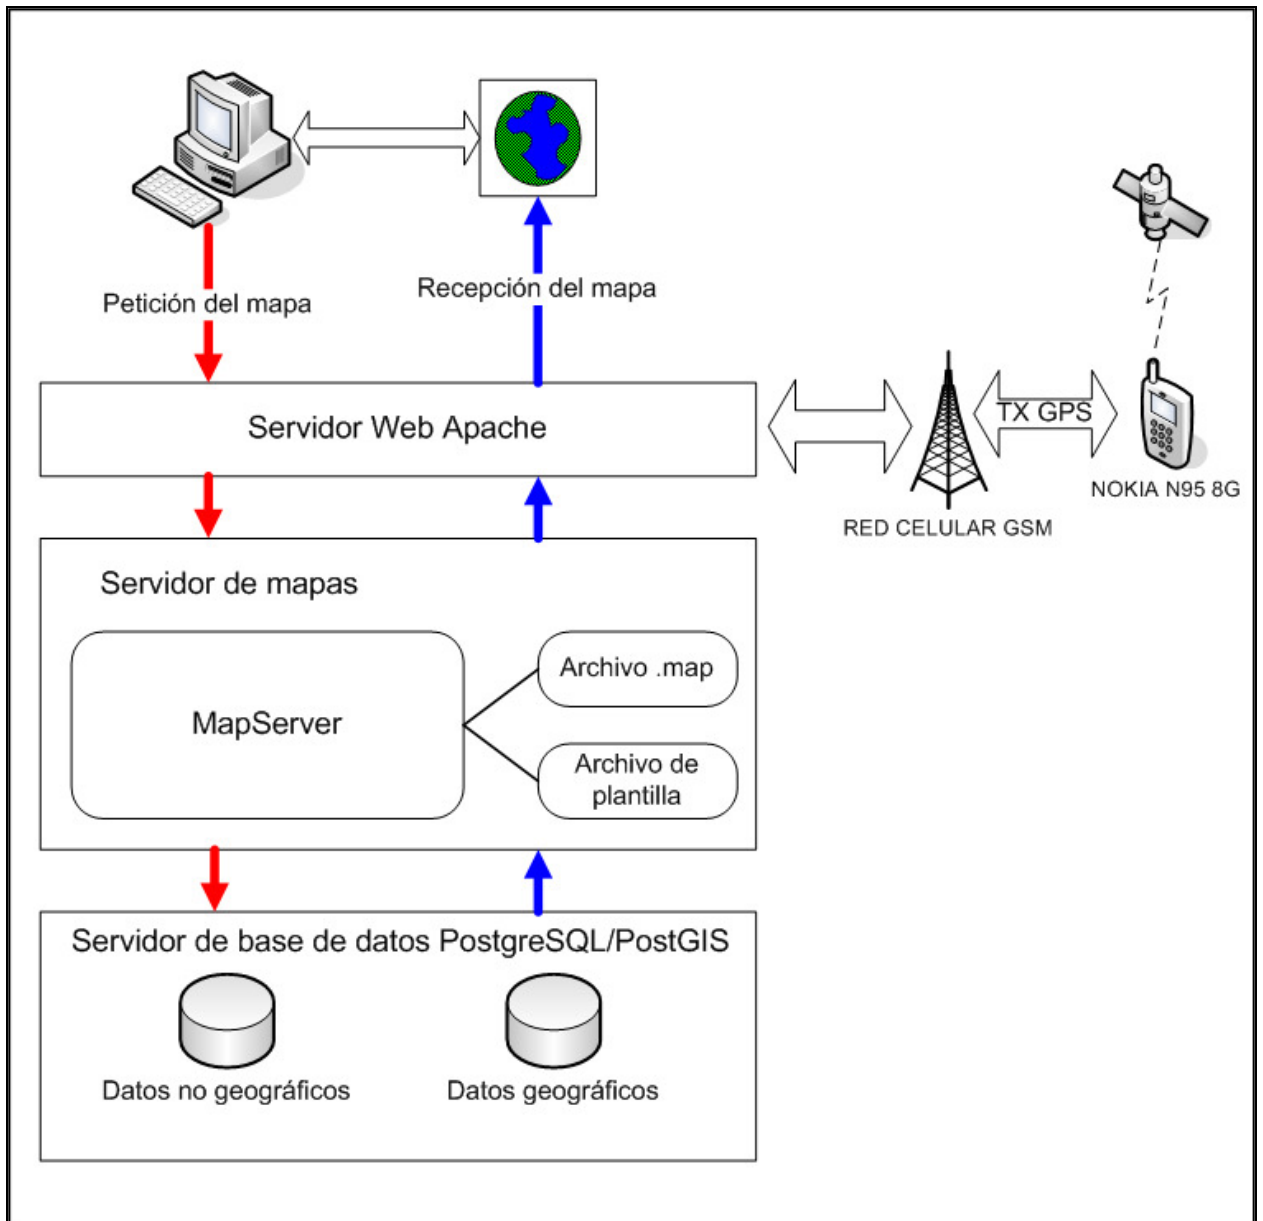 Petición del mapa
Recepción del mapa
Servidor Web Apache
TX GPS
NOKIA N95 8G
RED CELULAR GSM
Servidor de mapas
MapServer
Archivo .map
Archivo de
plantilla
Servidor de base de datos PostgreSQL/PostGIS
Datos no geográficos
Datos geográficos